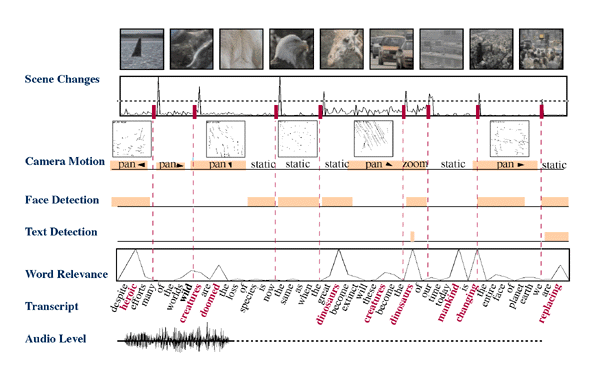 Scene Changes
Camera Motion
pan pan pan static static static pan zoom static pan static
Face Detection
Text Detection
Word Relevance
Transcript
despite heroic efforts many of the worlds wild creatures are doomed the loss of species is now the same as when the great dinosaurs become extinct will these creatures become the dinosaurs of our time today mankind is changing the entire face of planet earth we are replacing
Audio Level